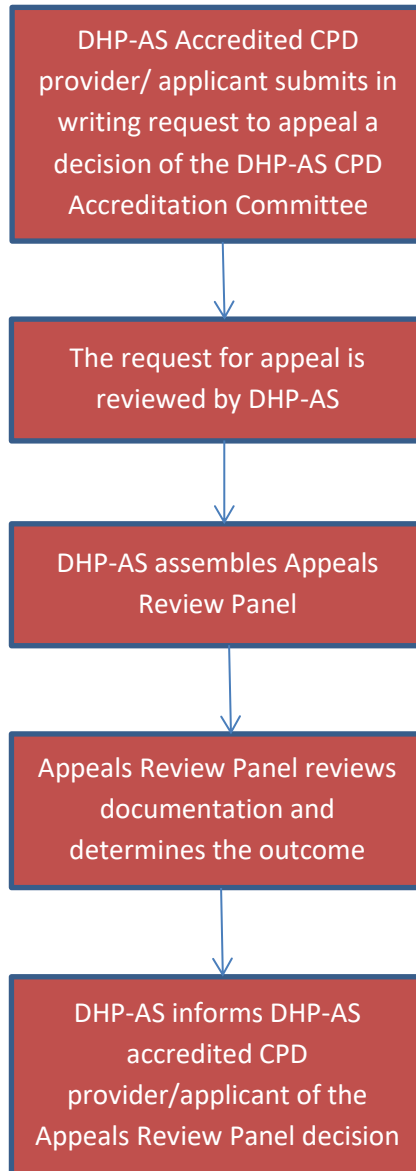 DHP-AS Accredited CPD
provider/ applicant submits in
writing request to appeal a
decision of the DHP-AS CPD
Accreditation Committee
The request for appeal is
reviewed by DHP-AS
DHP-AS assembles Appeals
Review Panel
Appeals Review Panel reviews
documentation and
determines the outcome
DHP-AS informs DHP-AS
accredited CPD
provider/applicant of the
Appeals Review Panel decision